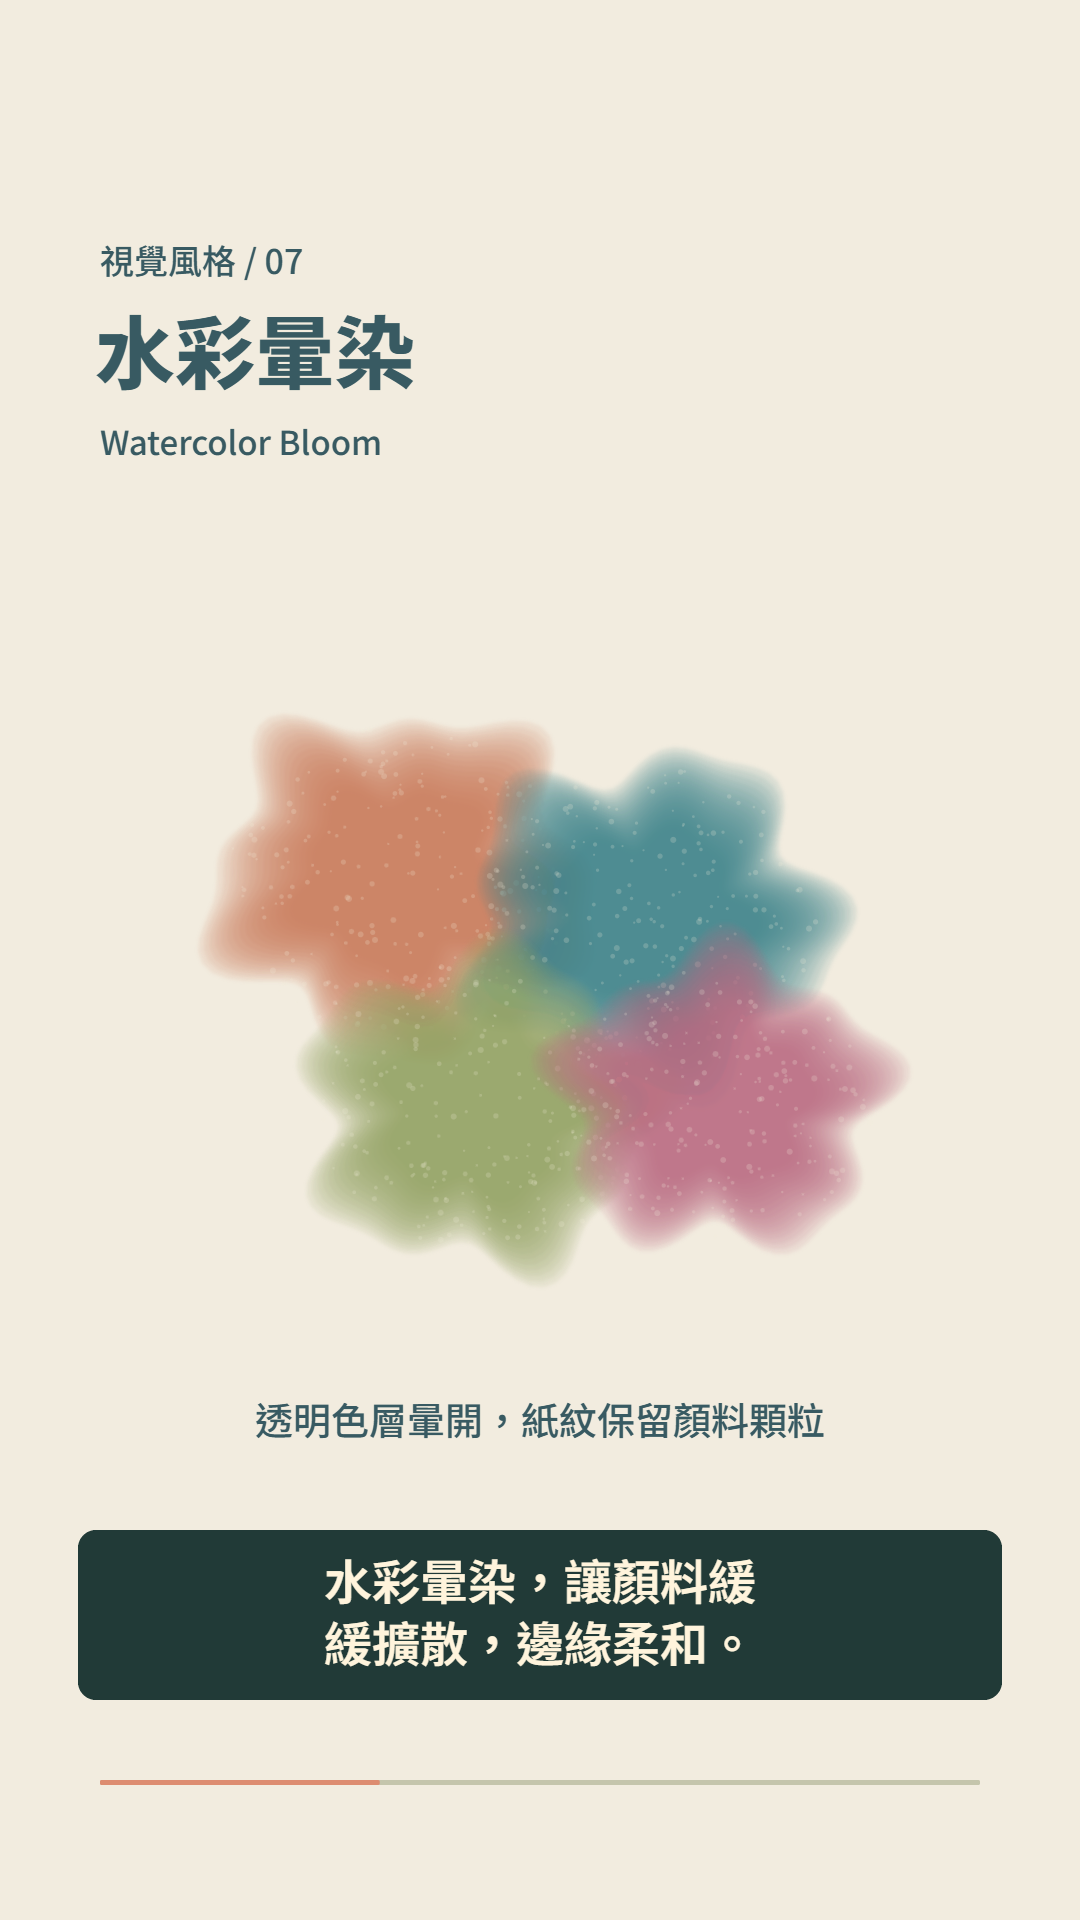 視覺風格 / 07
水彩暈染
Watercolor Bloom
透明色層暈開，紙紋保留顏料顆粒
水彩暈染，讓顏料緩
緩擴散，邊緣柔和。